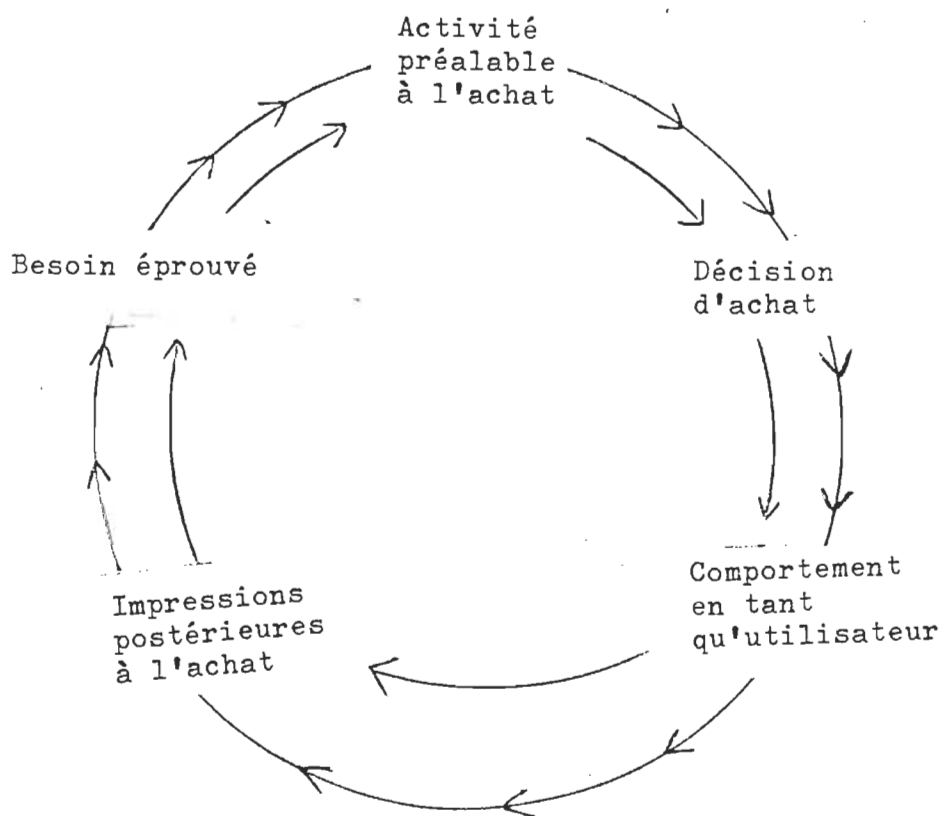 Activité
préalable
à l'achat
Besoin éprouvé
Décision
d'achat
Comportement
en tant
qu'utilisateur
Impressions
postérieures
à l'achat